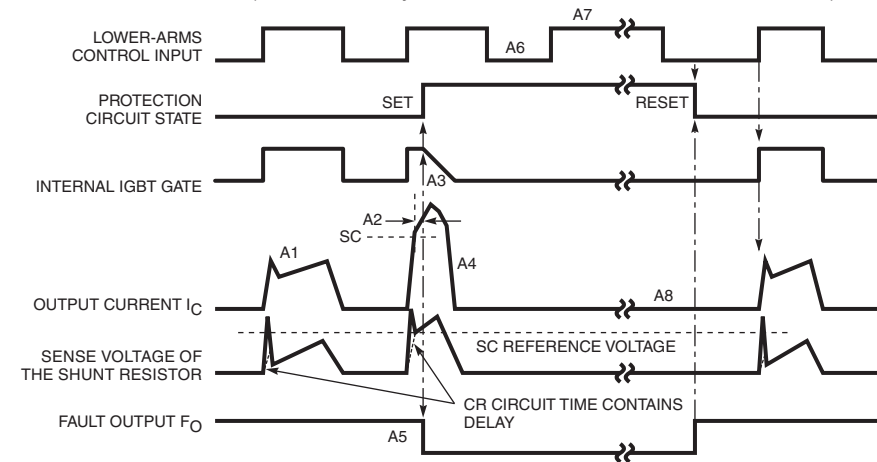 A7
LOWER-ARMS
CONTROL INPUT
A6
PROTECTION
CIRCUIT STATE
SET
RESET
INTERNAL IGBT GATE
A3
A2
SC
A1
A4
OUTPUT CURRENT IC
A8
SC REFERENCE VOLTAGE
SENSE VOLTAGE OF
THE SHUNT RESISTOR
CR CIRCUIT TIME CONTAINS
DELAY
FAULT OUTPUT FO
A5